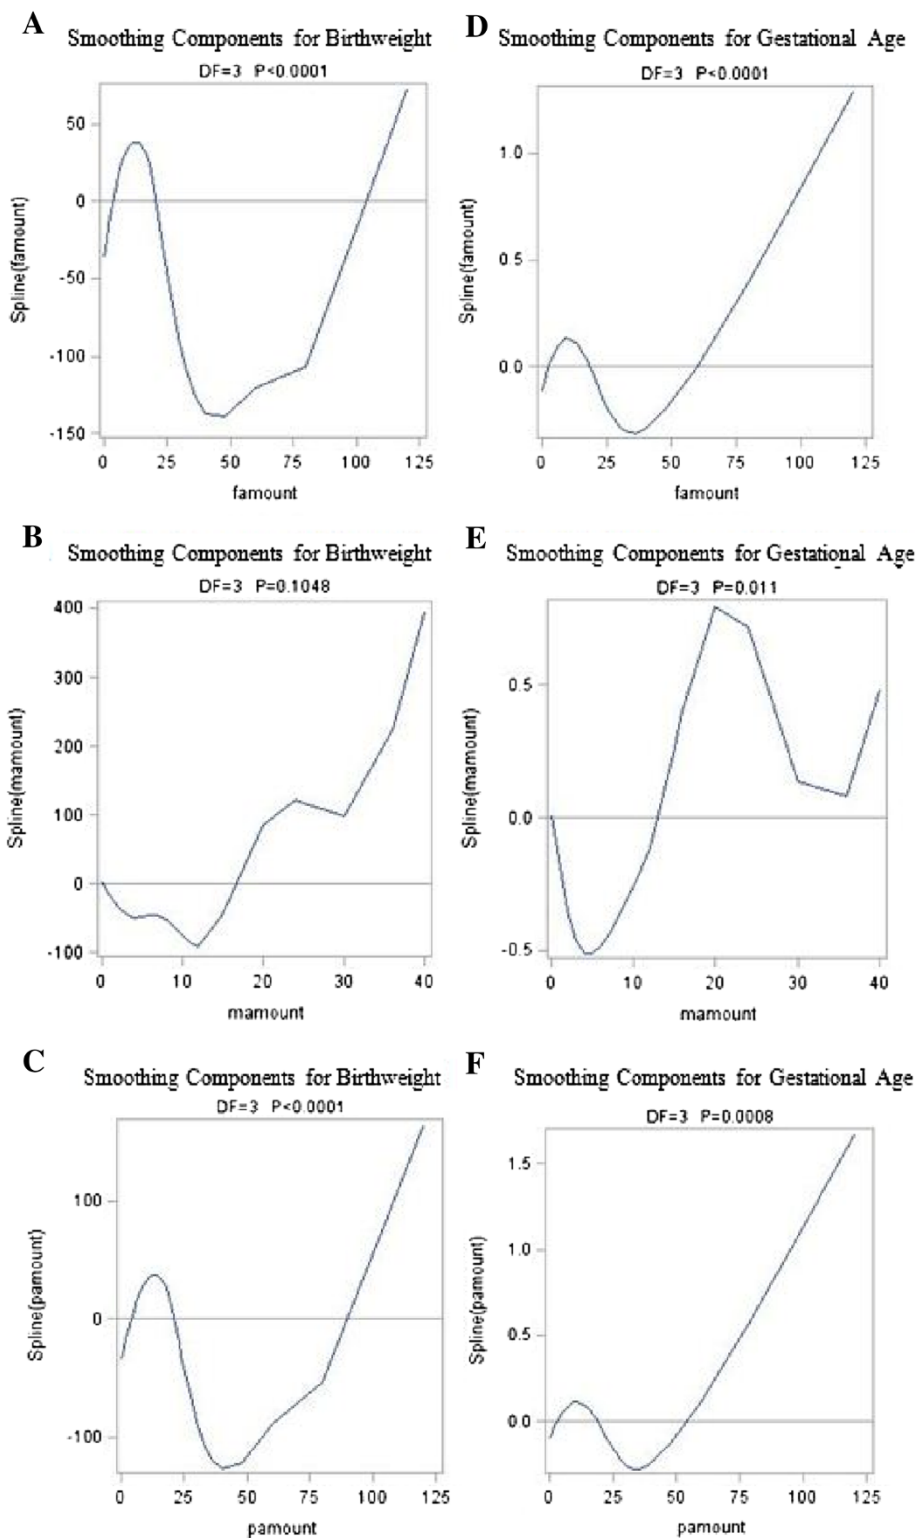 A
Smoothing Components for Birthweight
DF=3 P<0.0001
50
0
-50
-100
-150
Spline(famount)
0 25 50 75 100 125
famount
D
Smoothing Components for Gestational Age
DF=3 P<0.0001
1.0
0.5
0.0
Spline(famount)
0 25 50 75 100 125
famount
B
Smoothing Components for Birthweight
DF=3 P=0.1048
400
300
200
100
0
-100
Spline(mamount)
0 10 20 30 40
mamount
E
Smoothing Components for Gestational Age
DF=3 P=0.011
0.5
0.0
-0.5
Spline(mamount)
0 10 20 30 40
mamount
C
Smoothing Components for Birthweight
DF=3 P<0.0001
100
0
-100
Spline(pamount)
0 25 50 75 100 125
pamount
F
Smoothing Components for Gestational Age
DF=3 P=0.0008
1.5
1.0
0.5
0.0
Spline(pamount)
0 25 50 75 100 125
pamount